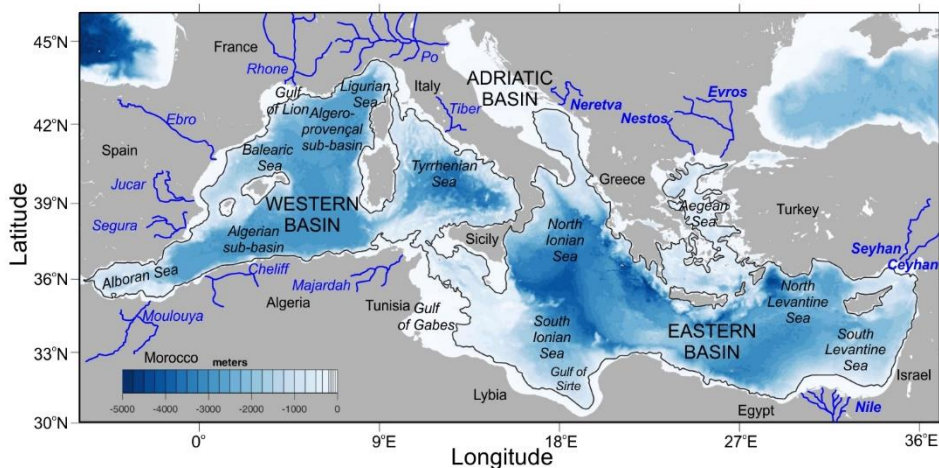 45°N
42°N
39°N
36°N
33°N
30°N
Latitude
France
Rhone
Po
Ligurian
Sea
Italy
ADRIATIC
BASIN
Gulf
of Lion
Algero-
provençal
sub-basin
Tiber
Neretva
Evros
Nestos
Ebro
Balearic
Sea
Spain
Tyrrhenian
Sea
Greece
Jucar
WESTERN
BASIN
Aegean
Sea
Turkey
Segura
Algerian
sub-basin
Sicily
North
Ionian
Sea
Seyhan
Ceyhan
Alboran Sea
Cheliff
Majardah
Algeria
Tunisia
Gulf
of Gabes
North
Levantine
Sea
Moulouya
South
Ionian
Sea
EASTERN
BASIN
South
Levantine
Sea
Morocco
Gulf of
Sirte
Israel
meters
-5000 -4000 -3000 -2000 -1000 0
Lybia
Egypt
Nile
0° 9°E 18°E 27°E 36°E
Longitude